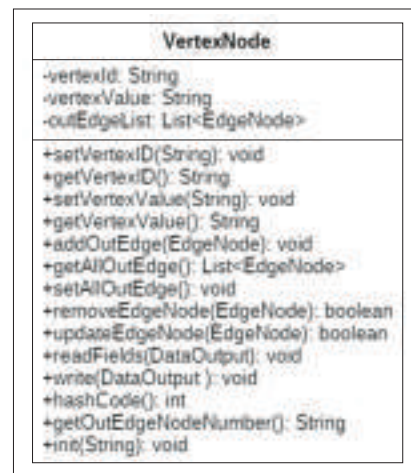 VertexNode
-vertexId: String
-vertexValue: String
-outEdgeList: List<EdgeNode>
+setVertexID(String): void
+getVertexID(): String
+setVertexValue(String): void
+getVertexValue(): String
+addOutEdge(EdgeNode): void
+getAllOutEdge(): List<EdgeNode>
+setAllOutEdge(): void
+removeEdgeNode(EdgeNode): boolean
+updateEdgeNode(EdgeNode): boolean
+readFields(DataOutput): void
+write(DataOutput ): void
+hashCode(): int
+getOutEdgeNodeNumber(): String
+init(String): void